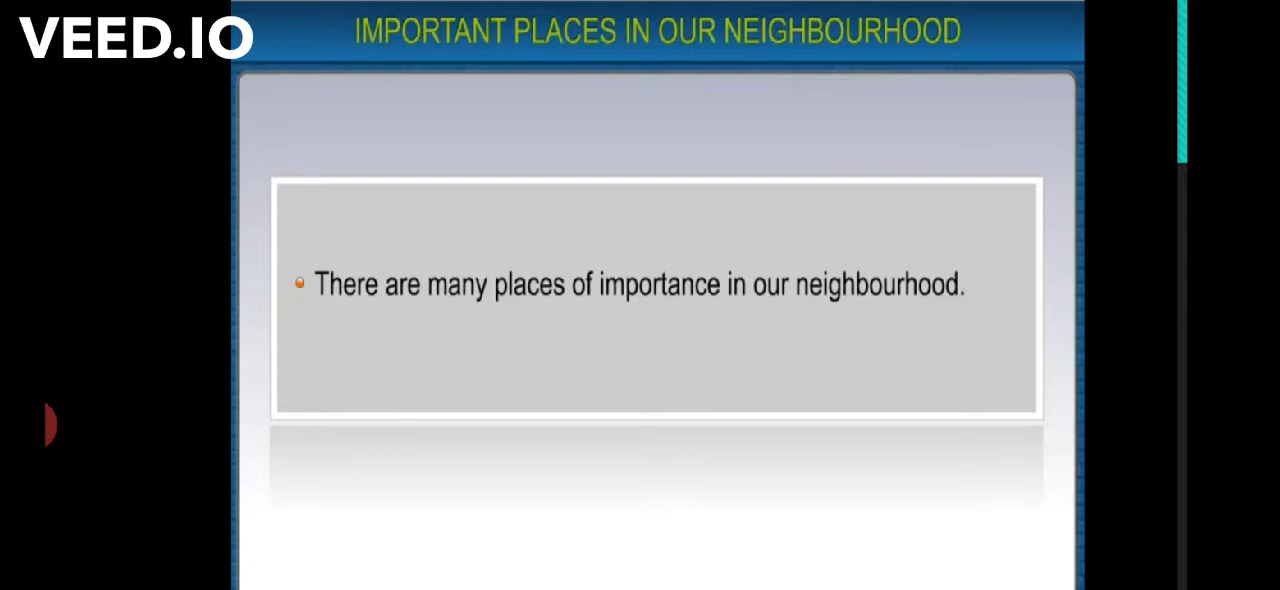 VEED.IO
IMPORTANT PLACES IN OUR NEIGHBOURHOOD
There are many places of importance in our neighbourhood.